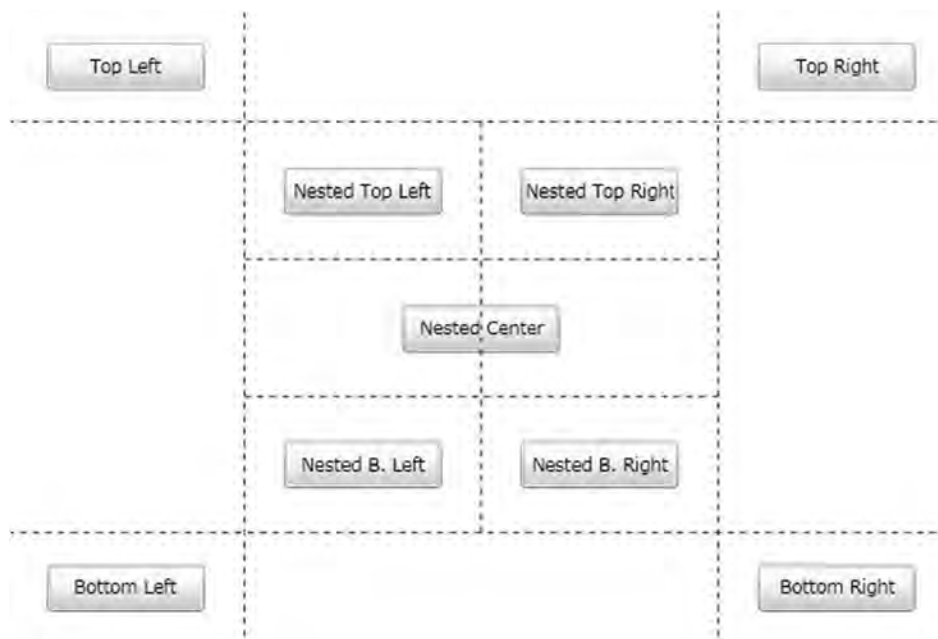 Top Left
Top Right
Nested Top Left
Nested Top Right
Nested Center
Nested B. Left
Nested B. Right
Bottom Left
Bottom Right